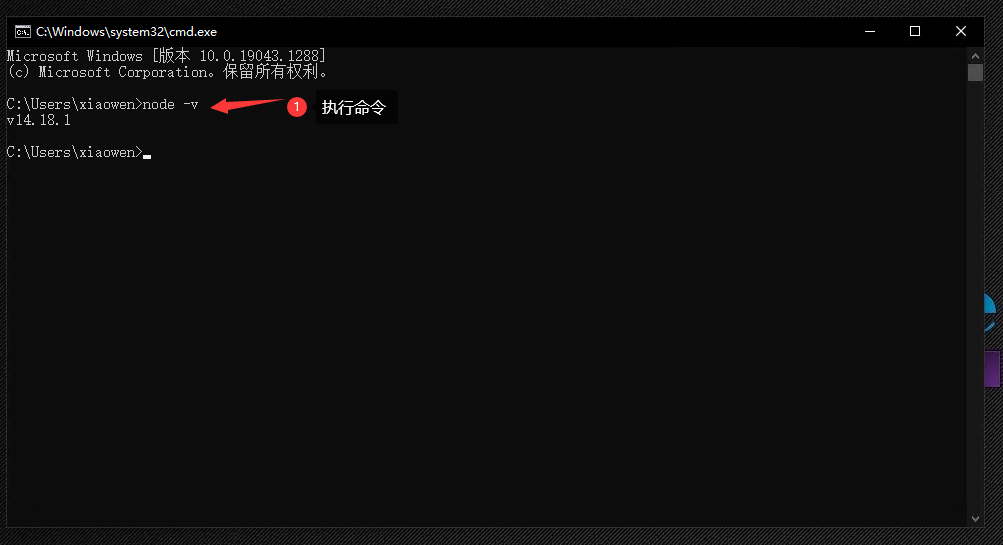 C:\Windows\system32\cmd.exe
Microsoft Windows [版本 10.0.19043.1288]
(c) Microsoft Corporation。保留所有权利。
C:\Users\xiaowen>node -v
1 执行命令
v14.18.1
C:\Users\xiaowen>